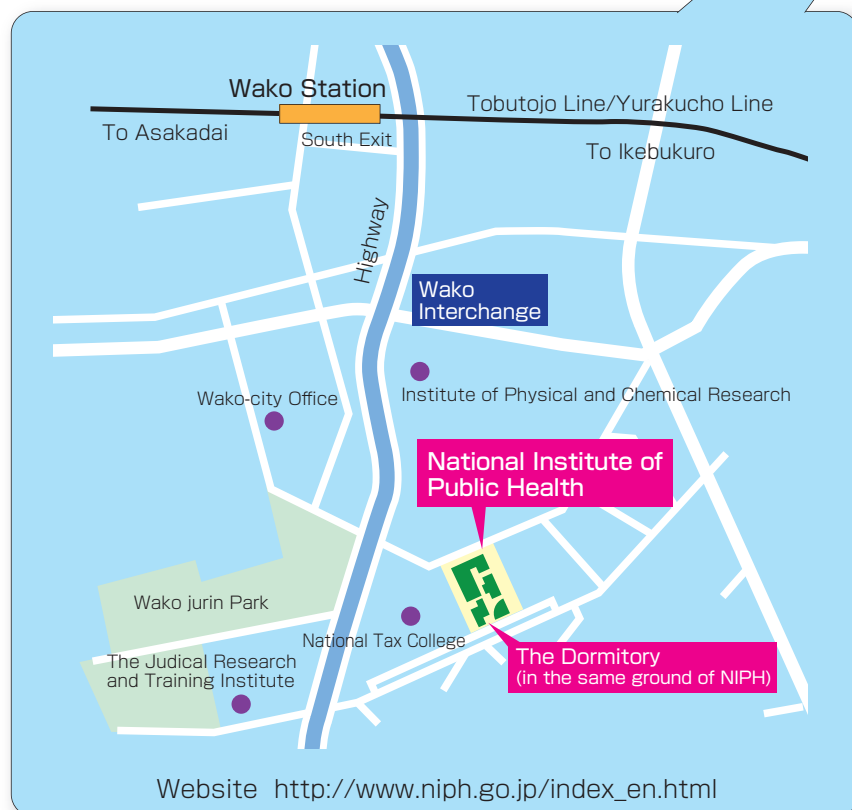 Wako Station
Tobutojo Line/Yurakucho Line
To Asakadai
South Exit
To Ikebukuro
Highway
Wako
Interchange
Wako-city Office
Institute of Physical and Chemical Research
National Institute of
Public Health
Wako jurin Park
National Tax College
The Judical Research
and Training Institute
The Dormitory
(in the same ground of NIPH)
Website http://www.niph.go.jp/index_en.html